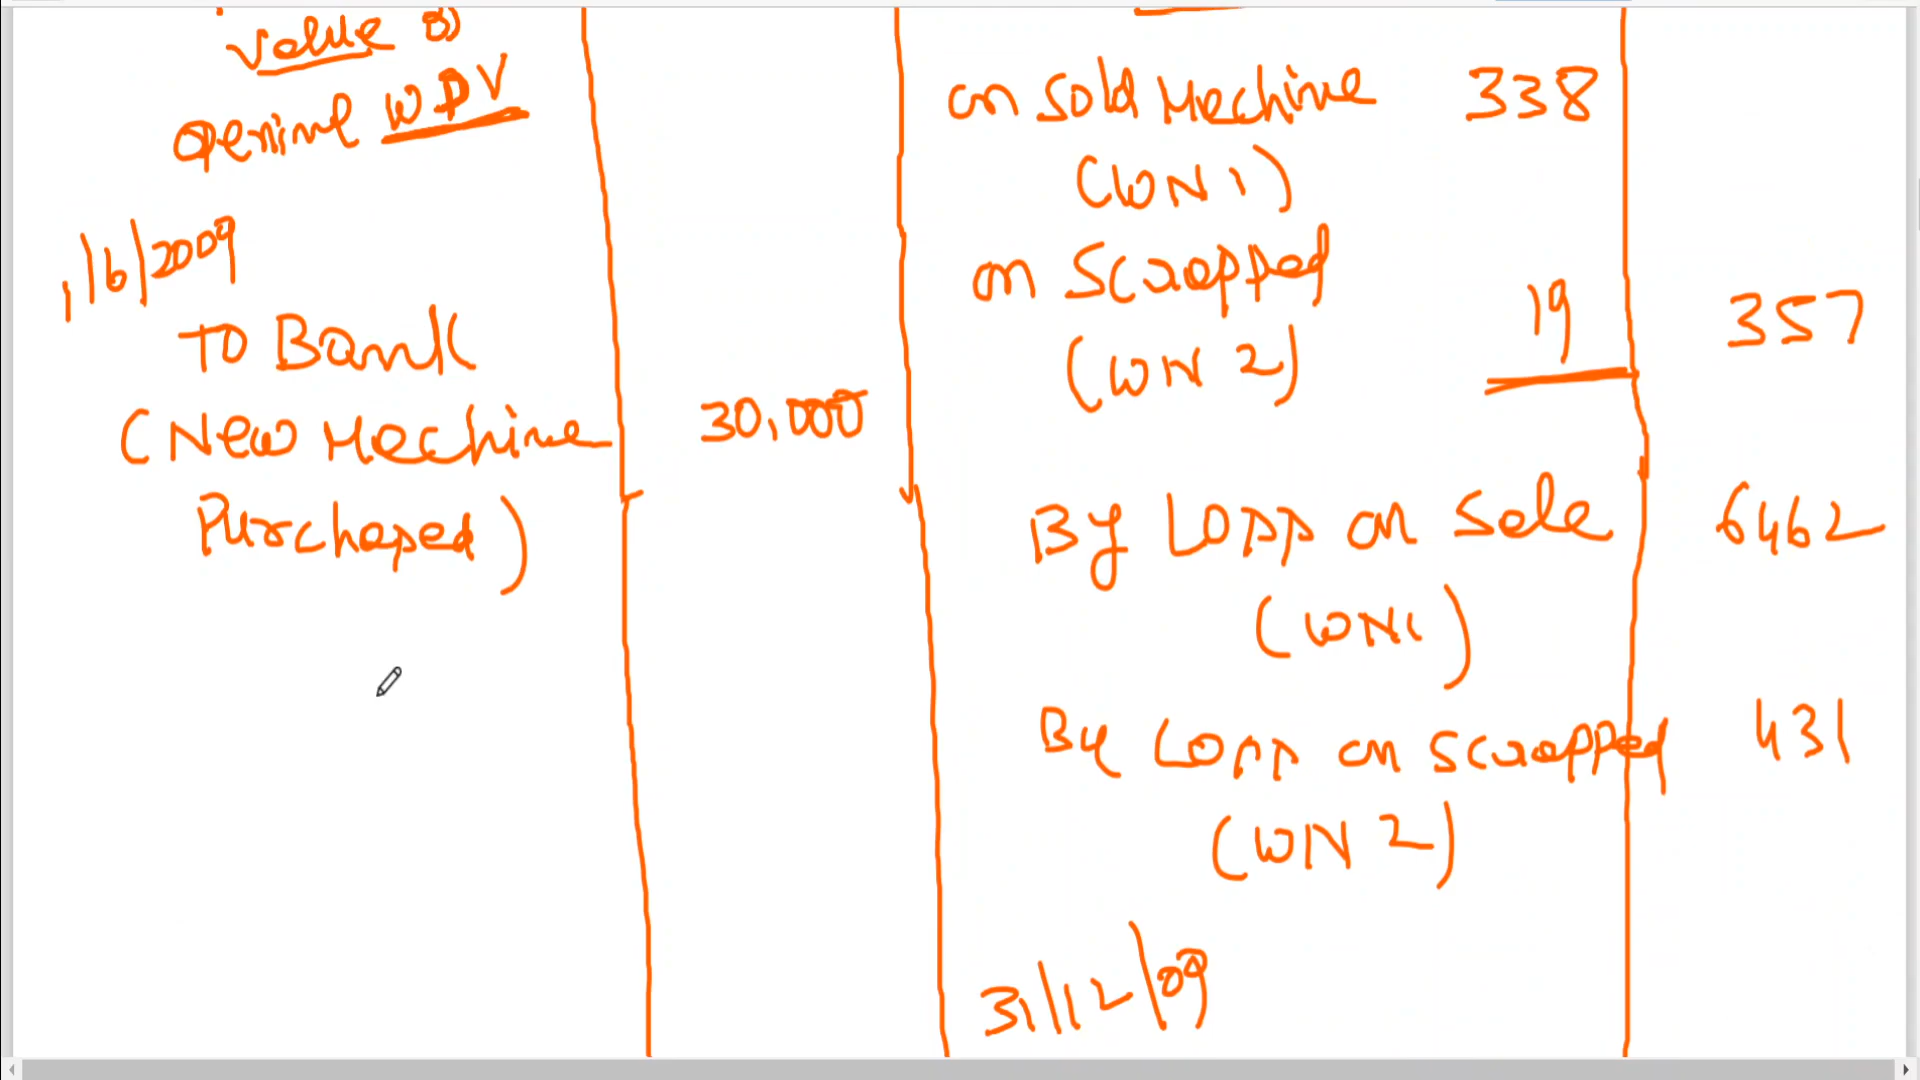 value of
opening WDV
1/6/2009
To Bank
(New Machine 30,000
Purchased)
on Sold Machine 338
(WN 1)
on Scrapped 19 357
(WN 2)
By Loss on Sale 6462
(WN1)
By Loss on Scrapped 431
(WN 2)
31/12/09